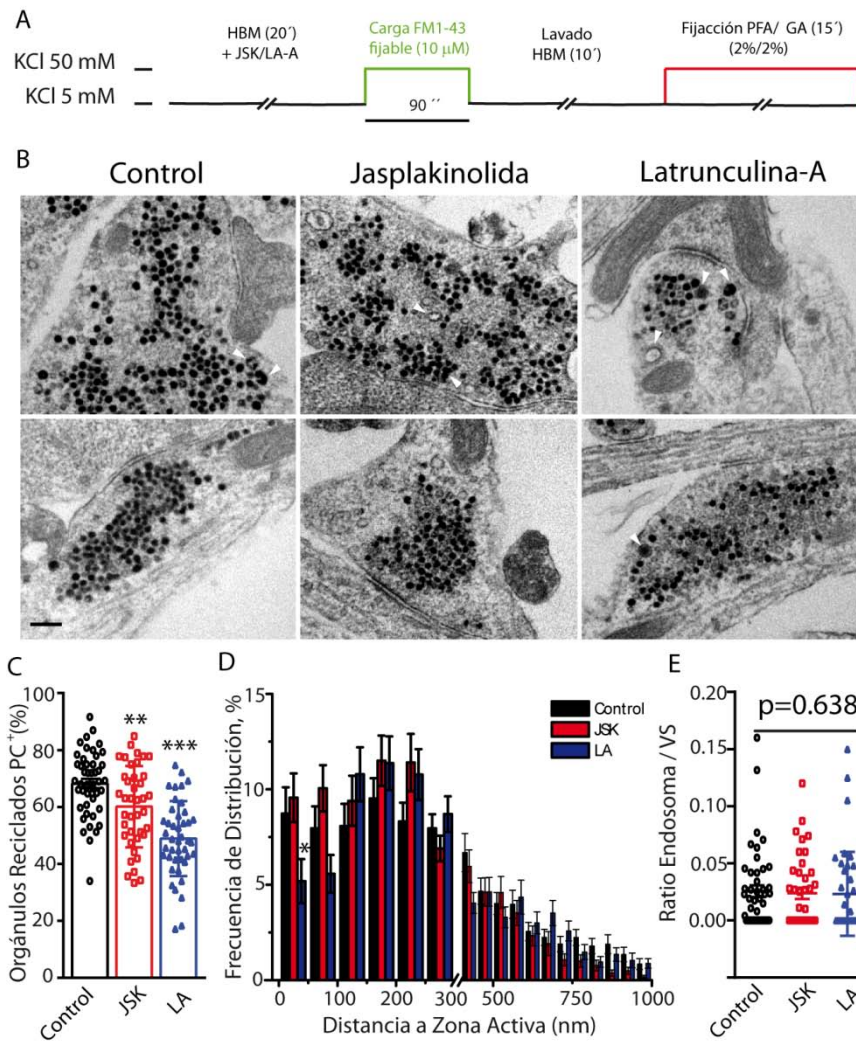 A
HBM (20´)
+ JSK/LA-A
Carga FM1-43
fijable (10 µM)
Lavado
HBM (10´)
Fijacción PFA/ GA (15´)
(2%/2%)
KCl 50 mM
KCl 5 mM
90 ´´
B
Control
Jasplakinolida
Latrunculina-A
C
Orgánulos Reciclados PC⁺(%)
100
80
60
40
20
0
**
***
Control
JSK
LA
D
Frecuencia de Distribución, %
15
10
5
0
*
Control
JSK
LA
0
100
200
300
500
750
1000
Distancia a Zona Activa (nm)
E
Ratio Endosoma / VS
0.20
0.15
0.10
0.05
0.00
p=0.638
Control
JSK
LA